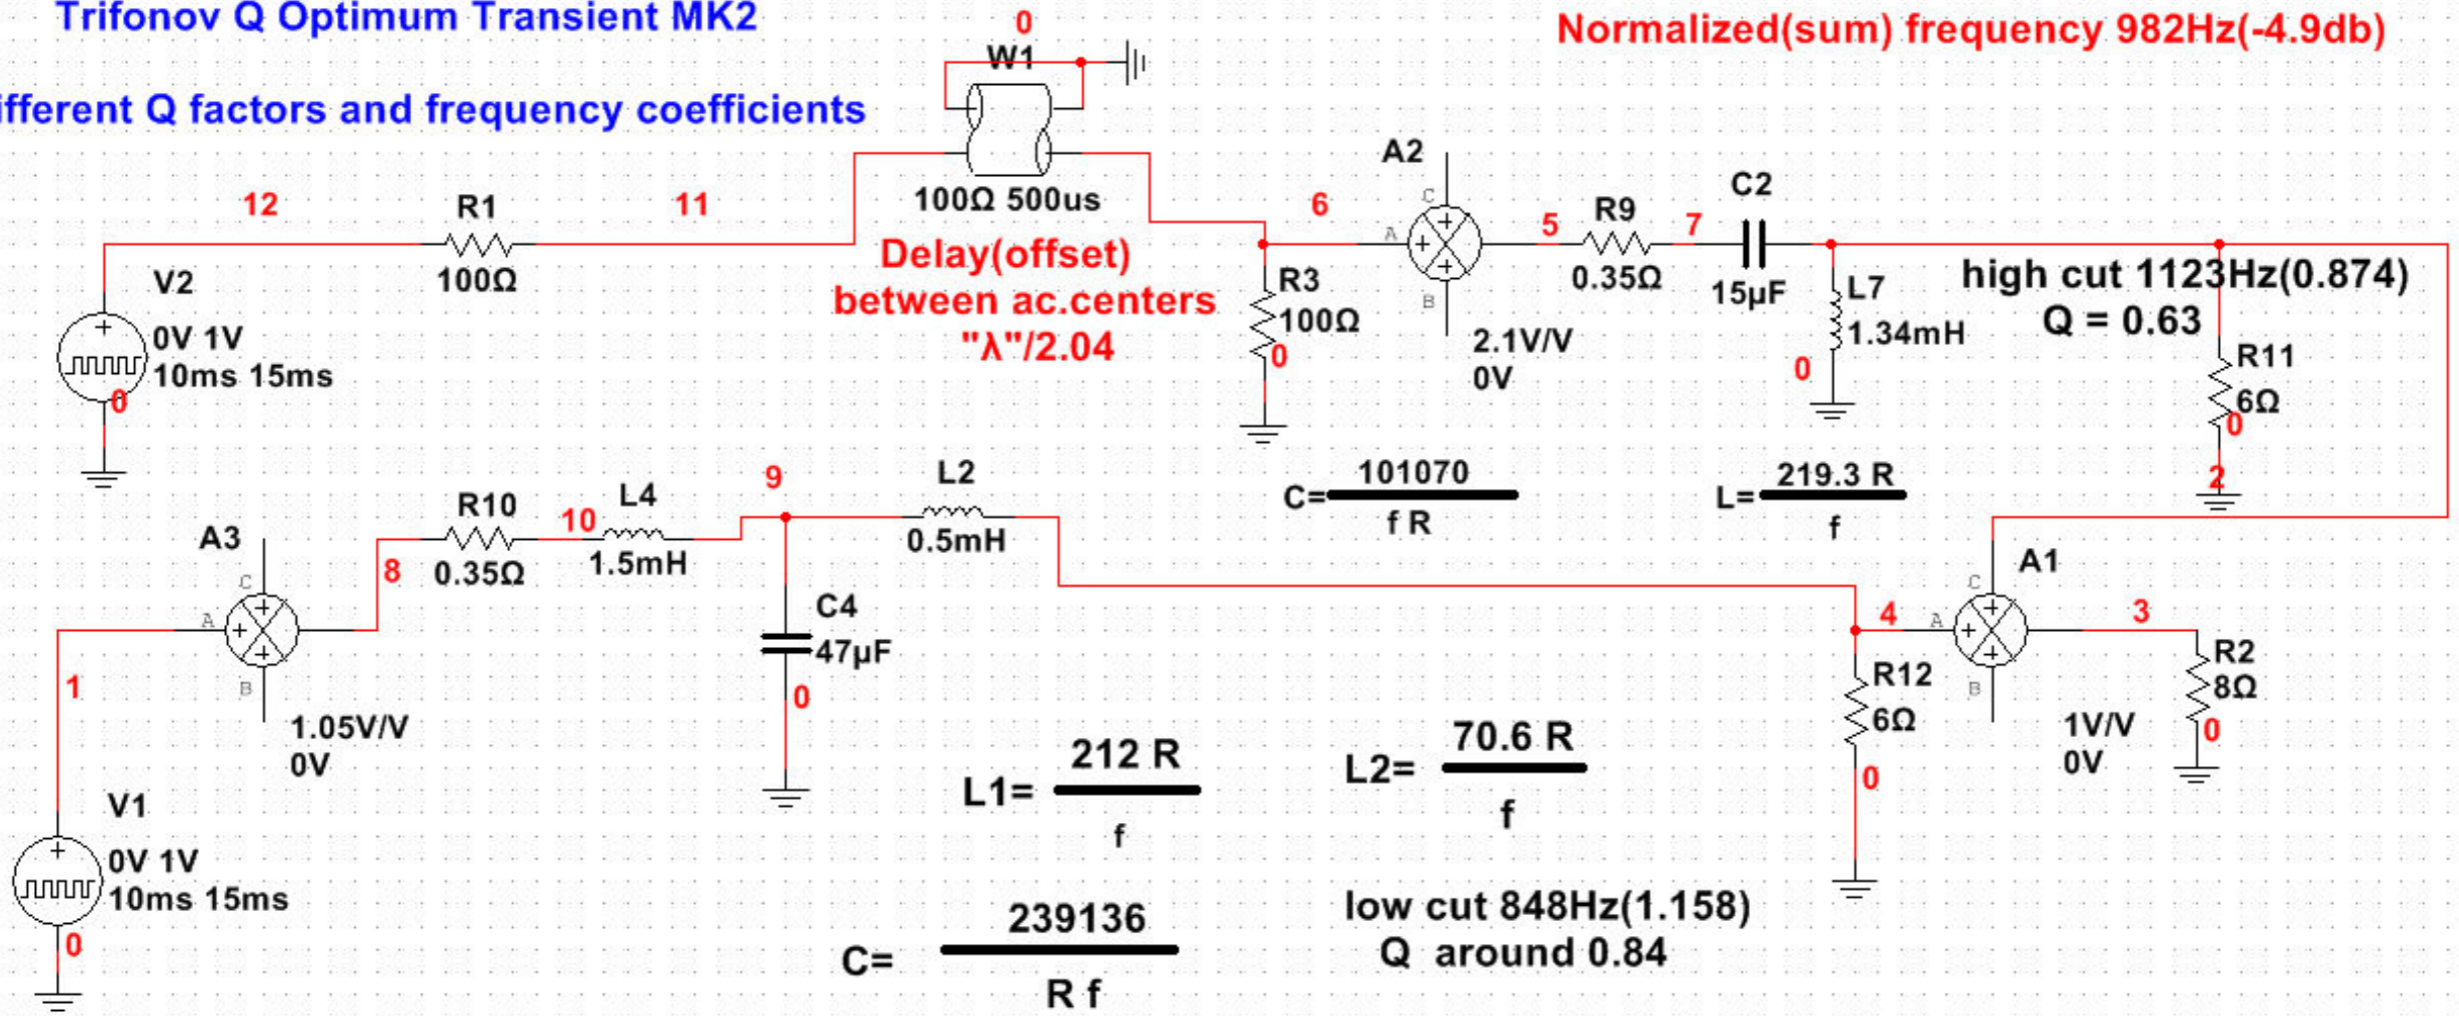 Trifonov Q Optimum Transient MK2
0
Normalized(sum) frequency 982Hz(-4.9db)
W1
ifferent Q factors and frequency coefficients
100Ω 500us
12
R1
11
100Ω
Delay(offset)
between ac.centers
"λ"/2.04
V2
0V 1V
10ms 15ms
0
6
R3
100Ω
0
A2
C
A
B
2.1V/V
0V
5
R9
0.35Ω
7
C2
15µF
L7
1.34mH
0
high cut 1123Hz(0.874)
Q = 0.63
R11
6Ω
0
2
A3
C
A
B
1.05V/V
0V
8
R10
0.35Ω
10
L4
1.5mH
9
L2
0.5mH
C4
47µF
0
C=
101070
f R
L=
219.3 R
f
1
V1
0V 1V
10ms 15ms
0
4
A1
C
A
B
1V/V
0V
3
R2
8Ω
0
R12
6Ω
0
L1=
212 R
f
L2=
70.6 R
f
C=
239136
R f
low cut 848Hz(1.158)
Q around 0.84